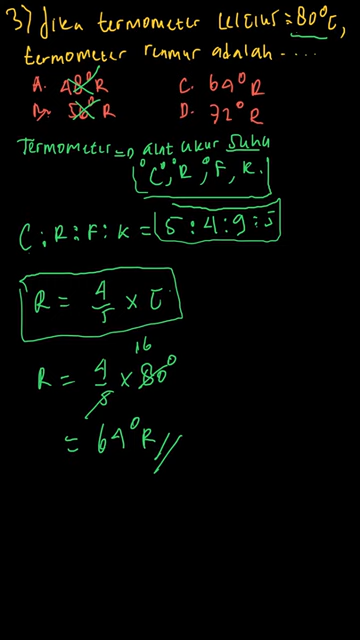 3) Jika termometer celcius = 80°C,
termometer reamur adalah ....
A. 48°R C. 64°R
B. 56°R D. 72°R
Termometer => alat ukur suhu
°C, °R, °F, K.
C : R : F : K = 5 : 4 : 9 : 5
R = 4/5 x C
16
R = 4/5 x 80°
= 64°R //